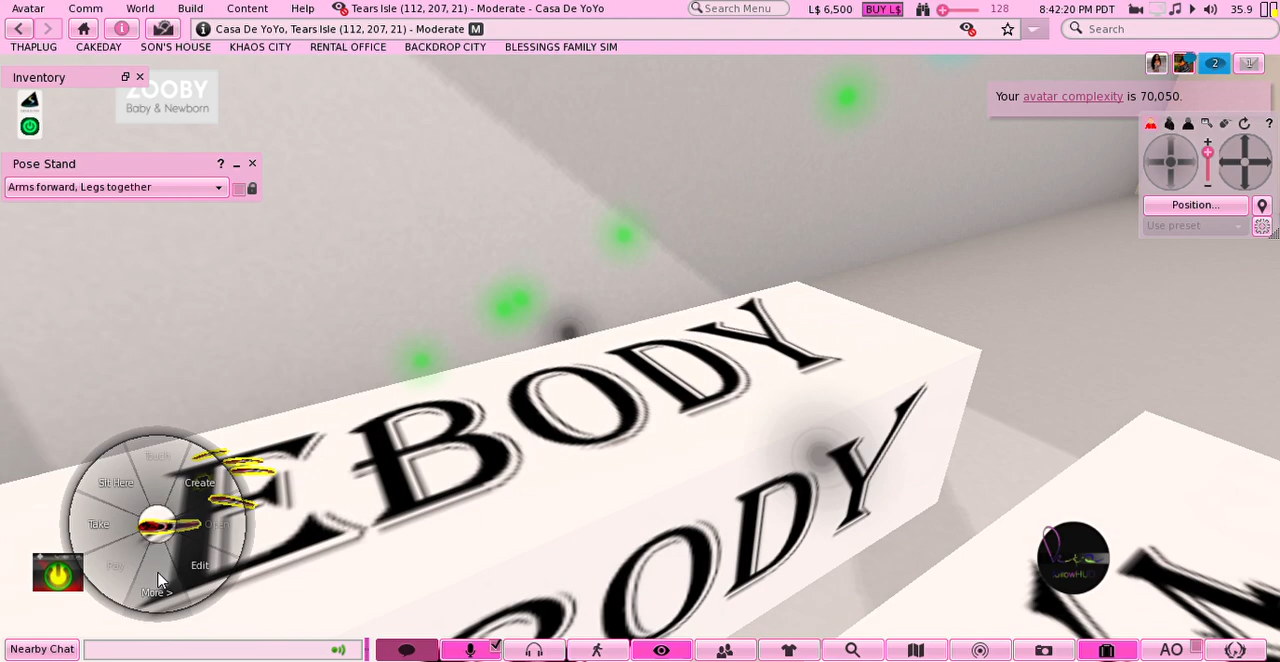 Avatar Comm World Build Content Help Tears Isle (112, 207, 21) - Moderate - Casa De YoYo Search Menu L$ 6,500 BUY L$ 128 8:42:20 PM PDT 35.9
Casa De YoYo, Tears Isle (112, 207, 21) - Moderate M Search
THAPLUG CAKEDAY SON'S HOUSE KHAOS CITY RENTAL OFFICE BACKDROP CITY BLESSINGS FAMILY SIM
2 1
Inventory
ZOOBY
Baby & Newborn
Your avatar complexity is 70,050.
Pose Stand ? _ ×
Arms forward, Legs together
Position...
Use preset
EBODY
BODY
Touch
Sit Here Create
Take Open
Pay Edit
More >
Nearby Chat AO